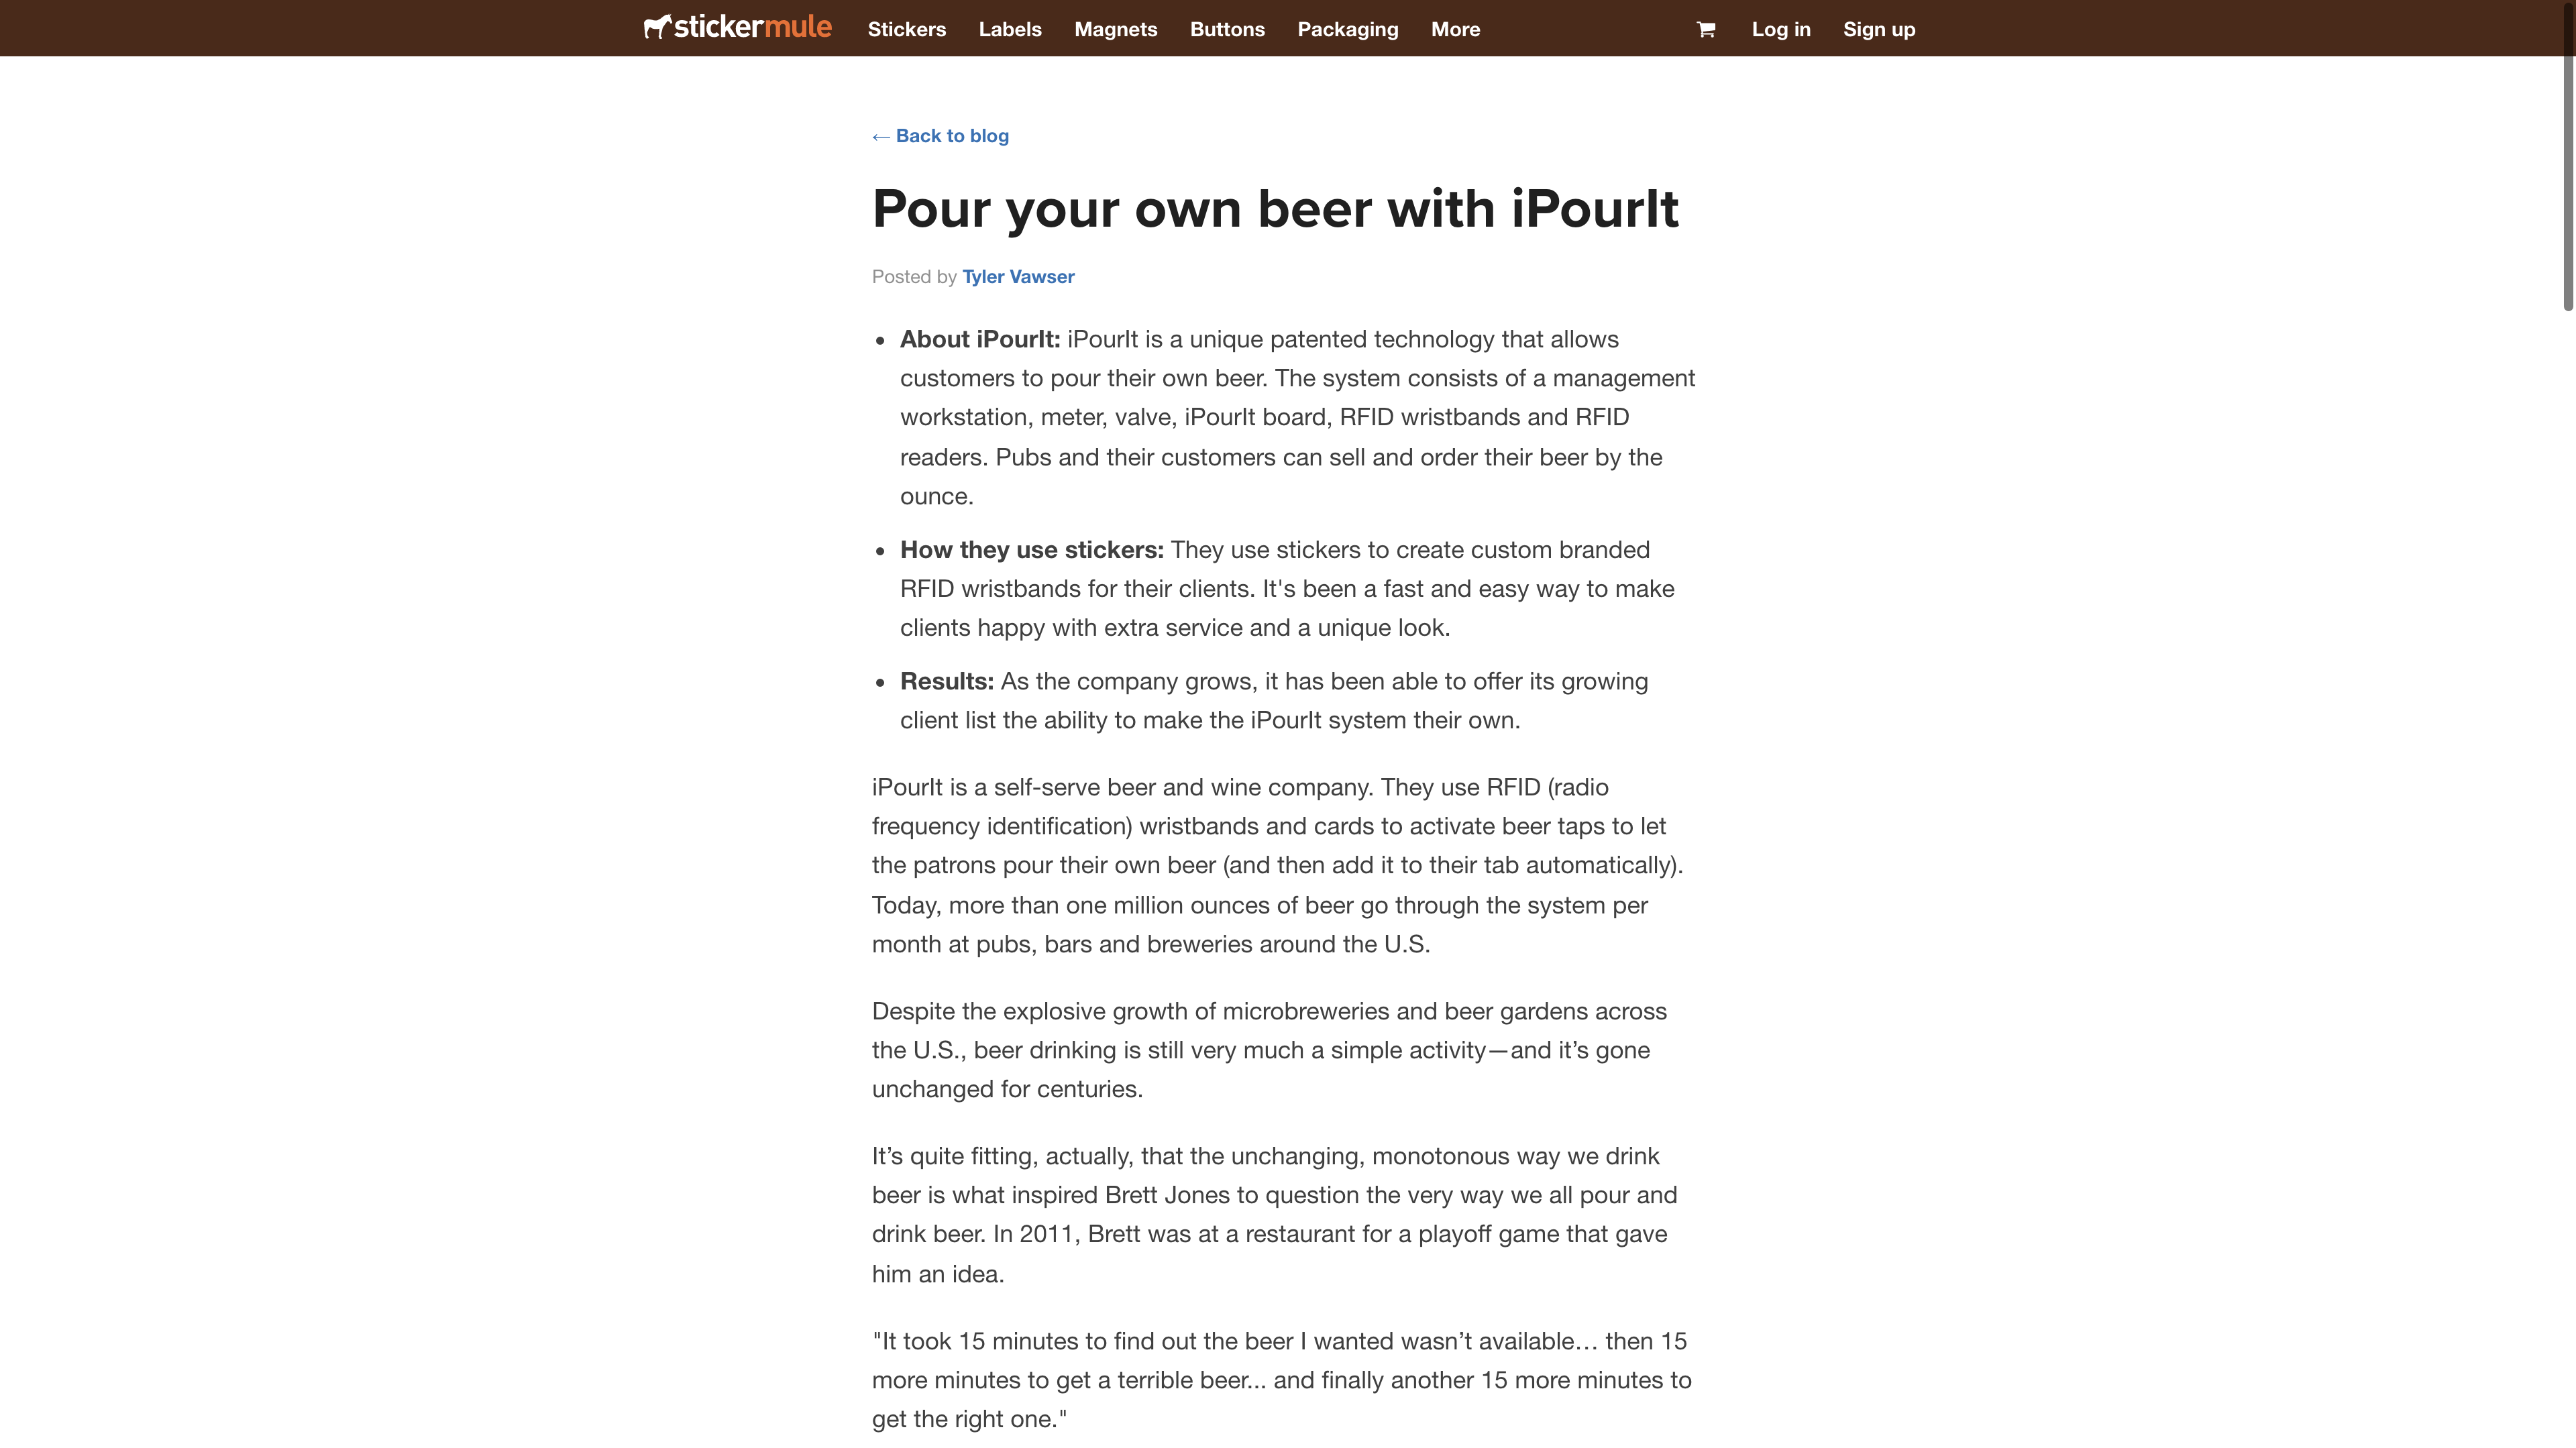 stickermule Stickers Labels Magnets Buttons Packaging More Log in Sign up
← Back to blog
Pour your own beer with iPourIt
Posted by Tyler Vawser
• About iPourIt: iPourIt is a unique patented technology that allows
customers to pour their own beer. The system consists of a management
workstation, meter, valve, iPourIt board, RFID wristbands and RFID
readers. Pubs and their customers can sell and order their beer by the
ounce.
• How they use stickers: They use stickers to create custom branded
RFID wristbands for their clients. It's been a fast and easy way to make
clients happy with extra service and a unique look.
• Results: As the company grows, it has been able to offer its growing
client list the ability to make the iPourIt system their own.
iPourIt is a self-serve beer and wine company. They use RFID (radio
frequency identification) wristbands and cards to activate beer taps to let
the patrons pour their own beer (and then add it to their tab automatically).
Today, more than one million ounces of beer go through the system per
month at pubs, bars and breweries around the U.S.
Despite the explosive growth of microbreweries and beer gardens across
the U.S., beer drinking is still very much a simple activity—and it’s gone
unchanged for centuries.
It’s quite fitting, actually, that the unchanging, monotonous way we drink
beer is what inspired Brett Jones to question the very way we all pour and
drink beer. In 2011, Brett was at a restaurant for a playoff game that gave
him an idea.
"It took 15 minutes to find out the beer I wanted wasn’t available… then 15
more minutes to get a terrible beer... and finally another 15 more minutes to
get the right one."